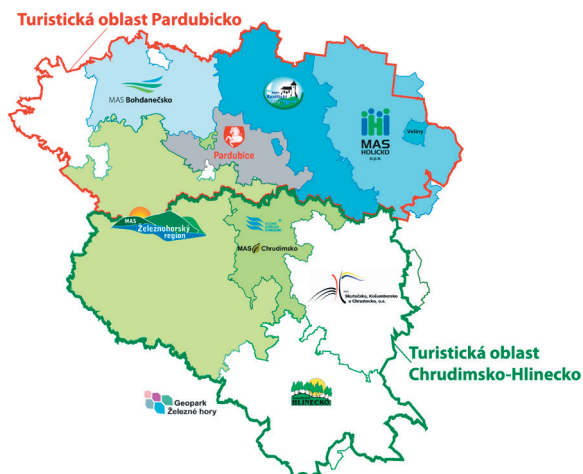 Turistická oblast Pardubicko
MAS Bohdanečsko
Pardubice
MAS
HOLICKO
o.p.s.
Veliny
MAS
Železnohorský
region
MAS Chrudimsko
Skutečsko, Košumbersko
a Chrastecko, o.s.
Turistická oblast
Chrudimsko-Hlinecko
HLINECKO
Geopark
Železné hory